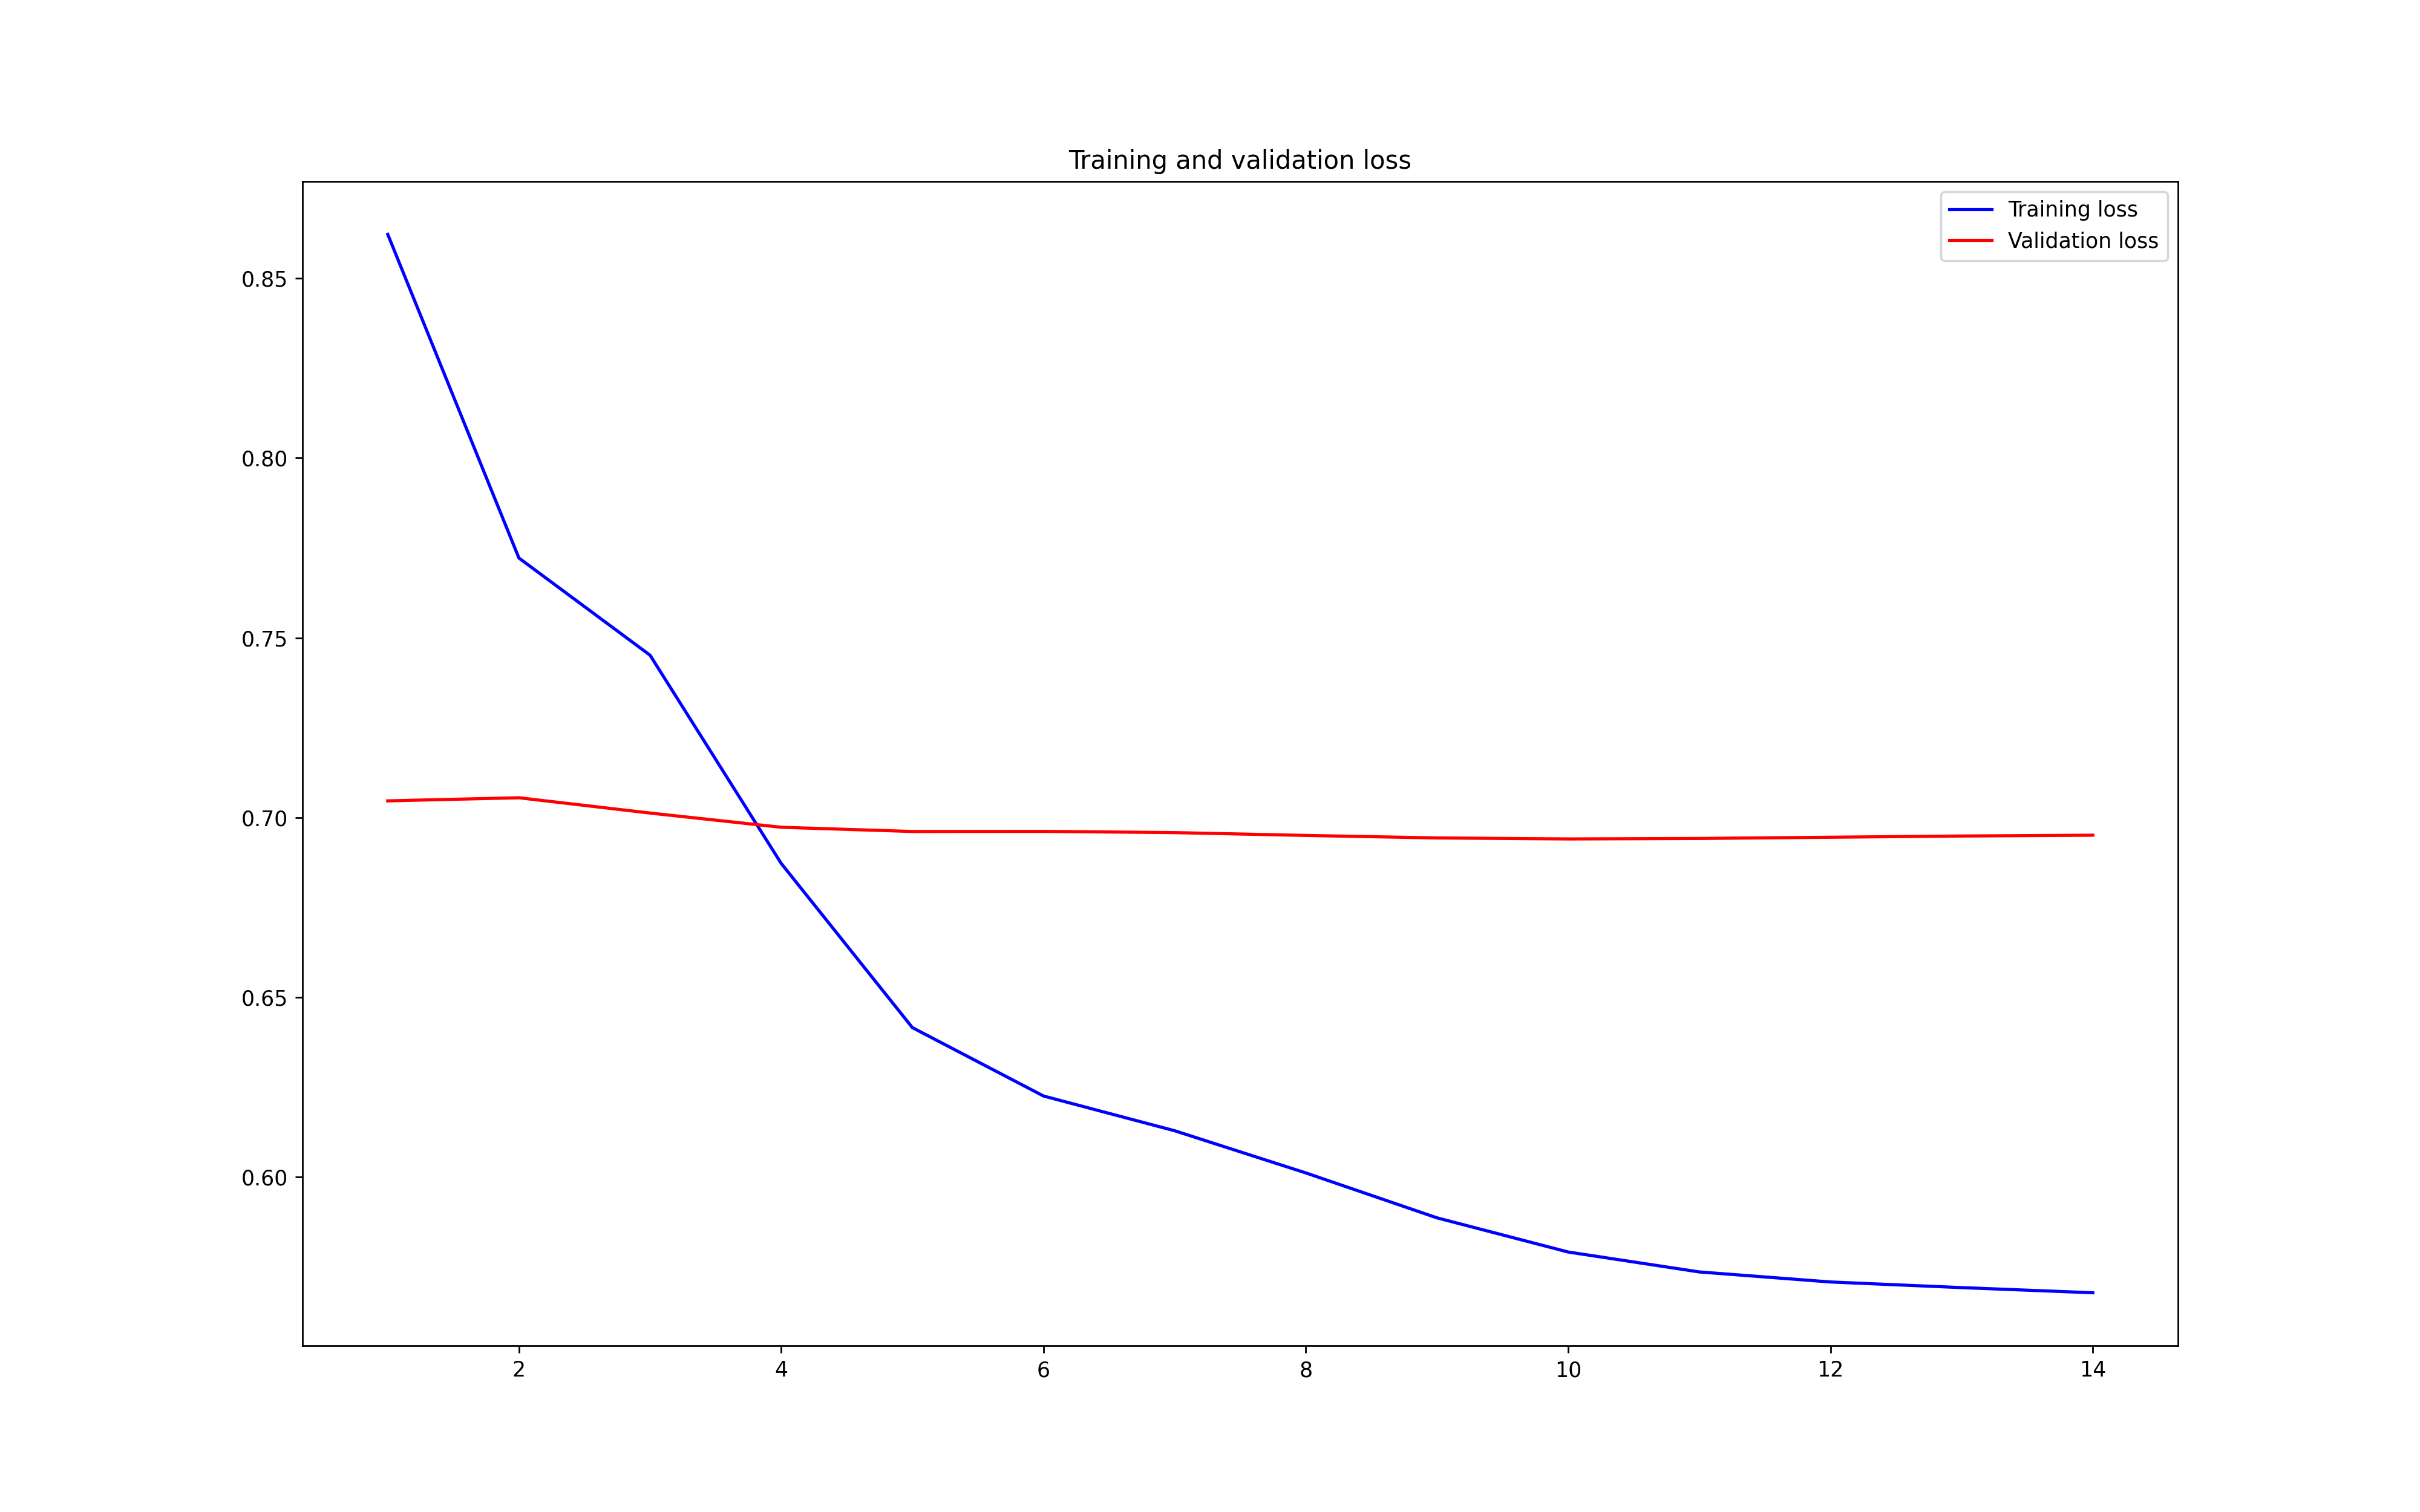 Training and validation loss
Training loss
Validation loss
0.85
0.80
0.75
0.70
0.65
0.60
2 4 6 8 10 12 14